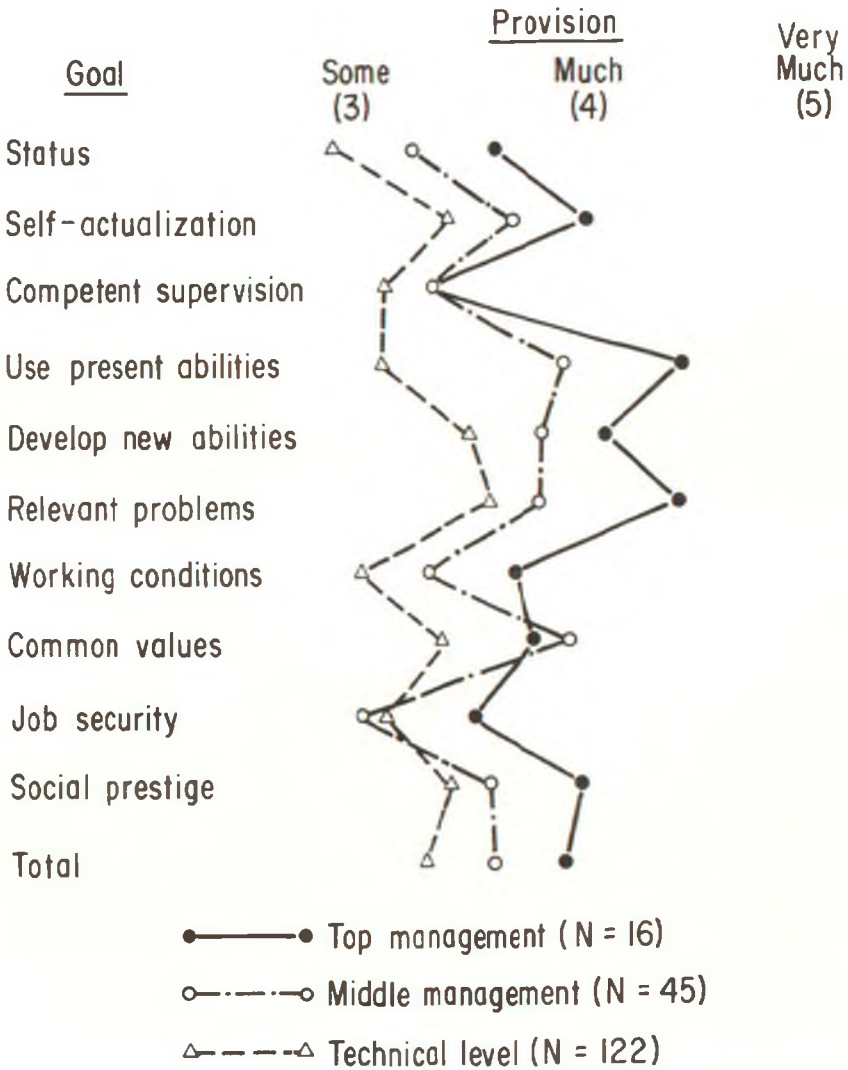 Provision
Goal Some Much Very Much
(3) (4) (5)
Status
Self-actualization
Competent supervision
Use present abilities
Develop new abilities
Relevant problems
Working conditions
Common values
Job security
Social prestige
Total
Top management (N = 16)
Middle management (N = 45)
Technical level (N = 122)